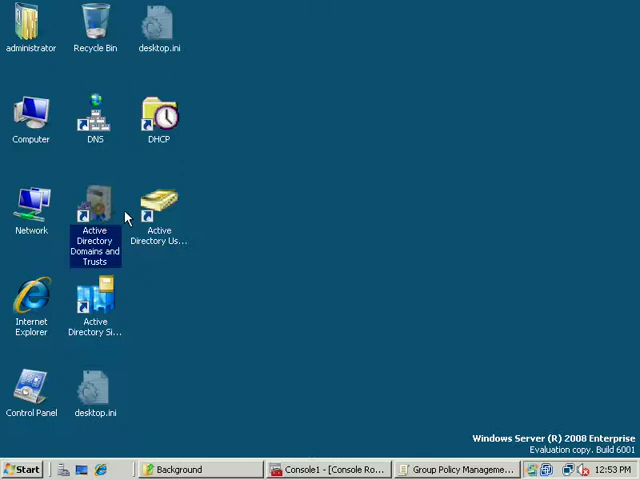 administrator
Recycle Bin
desktop.ini
Computer
DNS
DHCP
Network
Active
Directory
Domains and
Trusts
Active
Directory Us...
Internet
Explorer
Active
Directory Si...
Control Panel
desktop.ini
Windows Server (R) 2008 Enterprise
Evaluation copy. Build 6001
Start
Background
Console1 - [Console Ro...
Group Policy Manageme...
12:53 PM